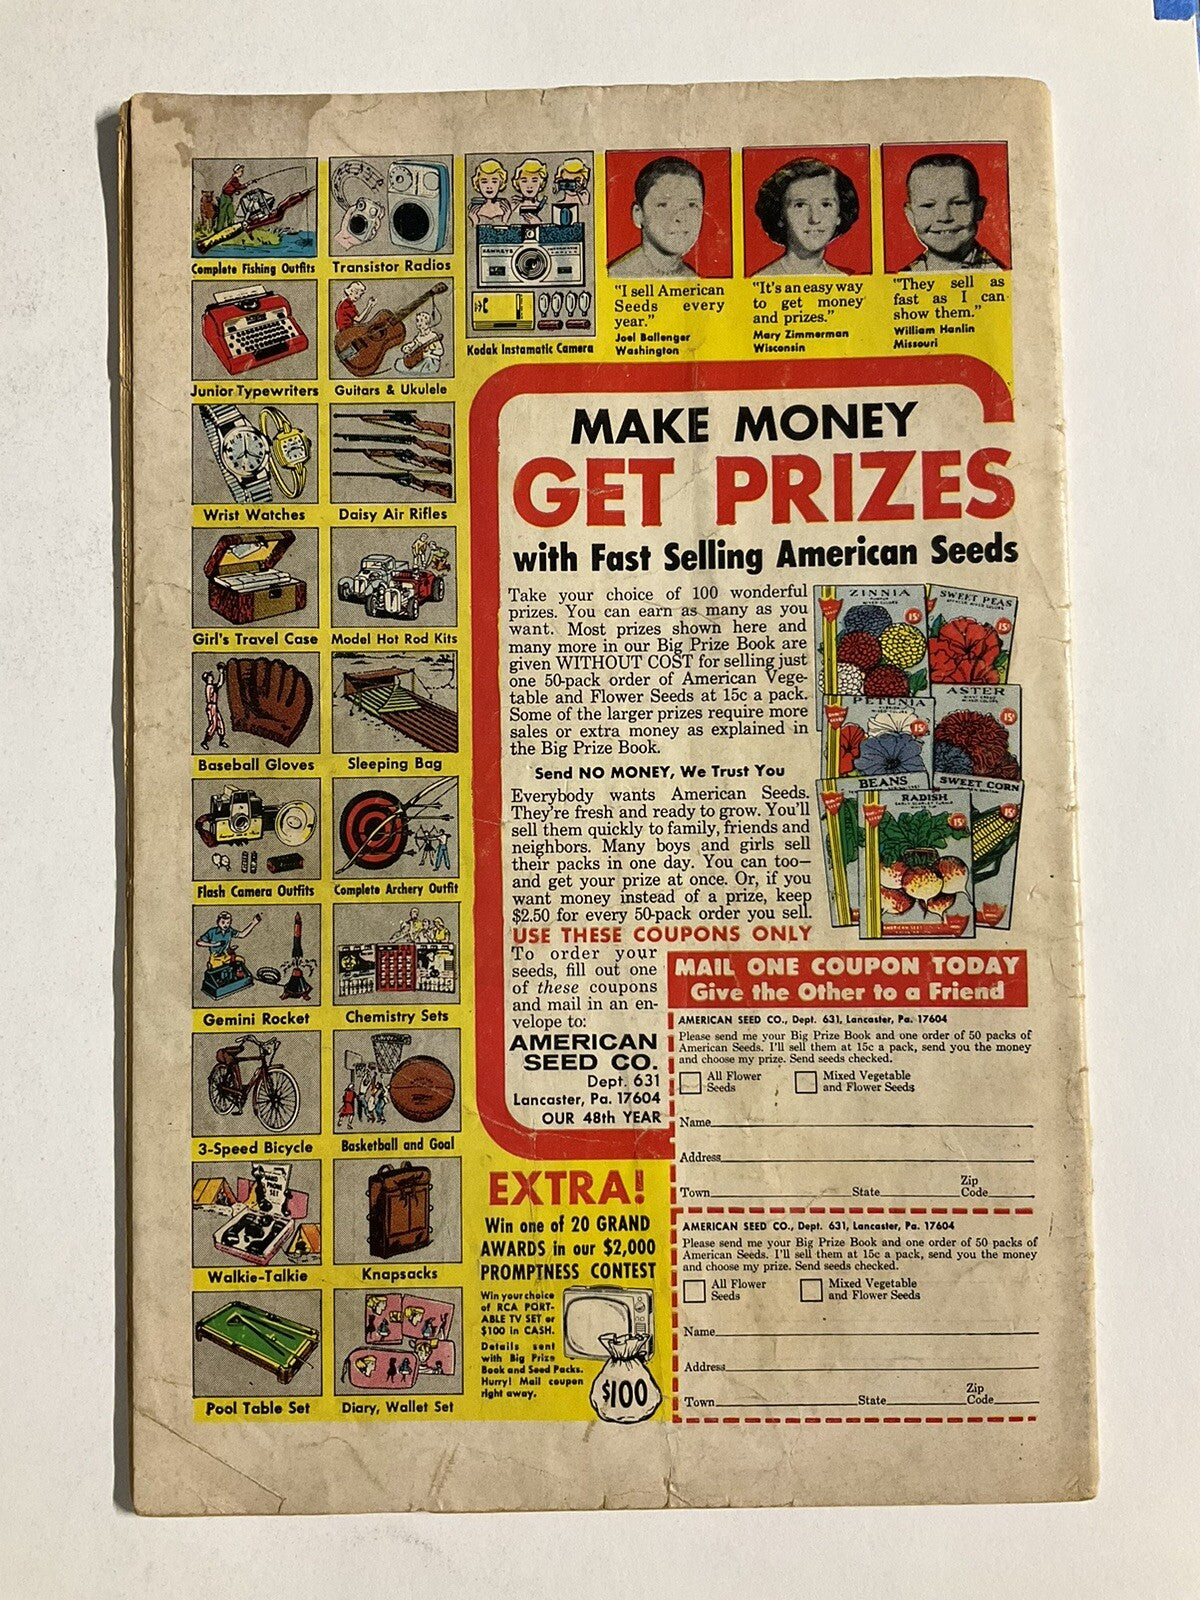 Complete Fishing Outfits
Transistor Radios
Kodak Instamatic Camera
"I sell American
Seeds every
year."
Joel Ballenger
Washington
"It's an easy way
to get money
and prizes."
Mary Zimmerman
Wisconsin
"They sell as
fast as I can
show them."
William Hanlin
Missouri
Junior Typewriters
Guitars & Ukulele
Wrist Watches
Daisy Air Rifles
Girl's Travel Case
Model Hot Rod Kits
Baseball Gloves
Sleeping Bag
Flash Camera Outfits
Complete Archery Outfit
Gemini Rocket
Chemistry Sets
3-Speed Bicycle
Basketball and Goal
Walkie-Talkie
Knapsacks
Pool Table Set
Diary, Wallet Set
MAKE MONEY
GET PRIZES
with Fast Selling American Seeds
Take your choice of 100 wonderful
prizes. You can earn as many as you
want. Most prizes shown here and
many more in our Big Prize Book are
given WITHOUT COST for selling just
one 50-pack order of American Vege-
table and Flower Seeds at 15c a pack.
Some of the larger prizes require more
sales or extra money as explained in
the Big Prize Book.
Send NO MONEY, We Trust You
Everybody wants American Seeds.
They're fresh and ready to grow. You'll
sell them quickly to family, friends and
neighbors. Many boys and girls sell
their packs in one day. You can too—
and get your prize at once. Or, if you
want money instead of a prize, keep
$2.50 for every 50-pack order you sell.
USE THESE COUPONS ONLY
To order your
seeds, fill out one
of these coupons
and mail in an en-
velope to:
AMERICAN
SEED CO.
Dept. 631
Lancaster, Pa. 17604
OUR 48th YEAR
ZINNIA
15¢
SWEET PEAS
15¢
PETUNIA
15¢
ASTER
15¢
BEANS
SWEET CORN
15¢
RADISH
15¢
MAIL ONE COUPON TODAY
Give the Other to a Friend
AMERICAN SEED CO., Dept. 631, Lancaster, Pa. 17604
Please send me your Big Prize Book and one order of 50 packs of
American Seeds. I'll sell them at 15c a pack, send you the money
and choose my prize. Send seeds checked.
All Flower
Seeds
Mixed Vegetable
and Flower Seeds
Name
Address
Town State Zip
Code
AMERICAN SEED CO., Dept. 631, Lancaster, Pa. 17604
Please send me your Big Prize Book and one order of 50 packs of
American Seeds. I'll sell them at 15c a pack, send you the money
and choose my prize. Send seeds checked.
All Flower
Seeds
Mixed Vegetable
and Flower Seeds
Name
Address
Town State Zip
Code
EXTRA!
Win one of 20 GRAND
AWARDS in our $2,000
PROMPTNESS CONTEST
Win your choice
of RCA PORT-
ABLE TV SET or
$100 in CASH.
Details sent
with Big Prize
Book and Seed Packs.
Hurry! Mail coupon
right away.
$100